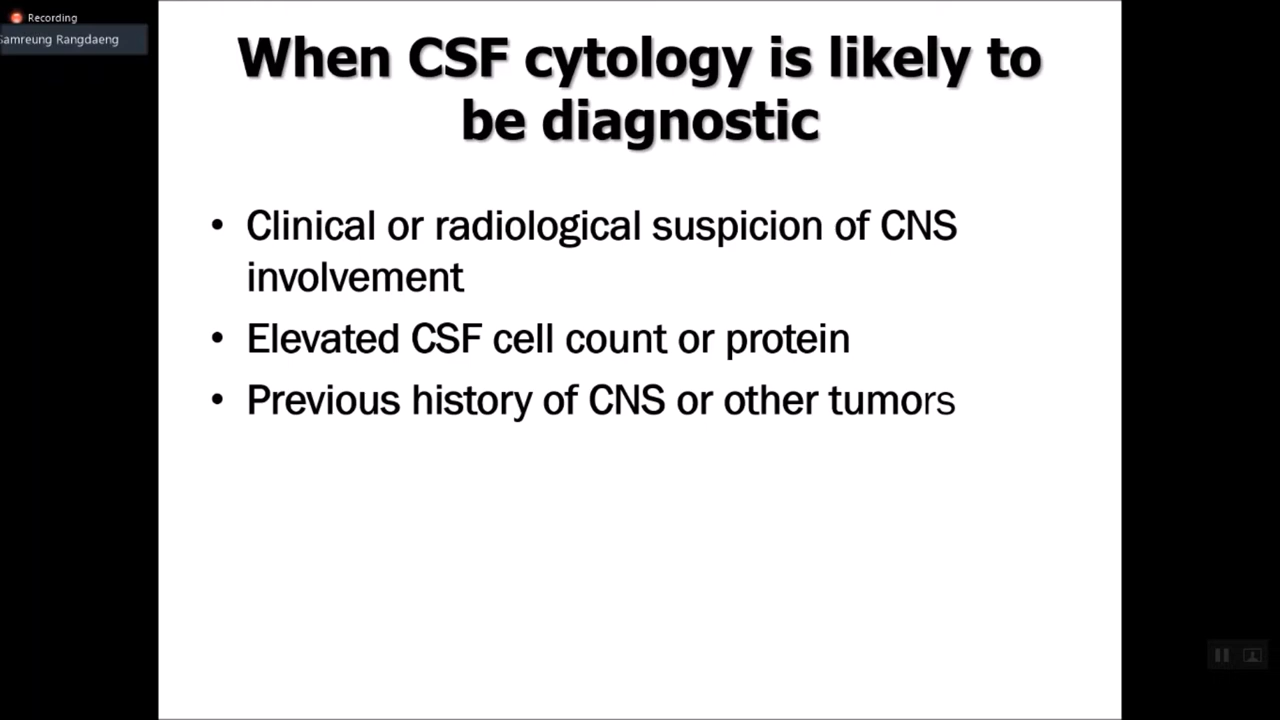 Recording
Samreung Rangdaeng
When CSF cytology is likely to
be diagnostic
• Clinical or radiological suspicion of CNS
involvement
• Elevated CSF cell count or protein
• Previous history of CNS or other tumors